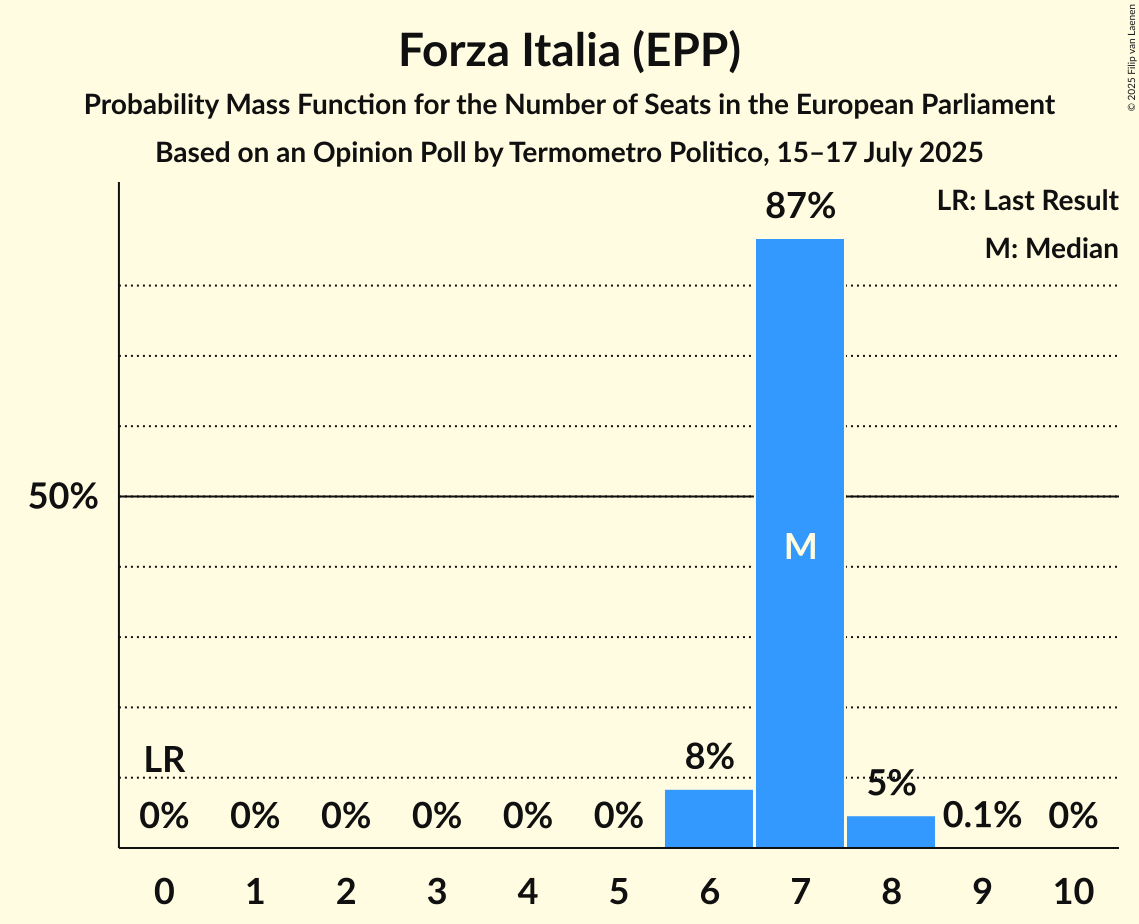 Forza Italia (EPP)
Probability Mass Function for the Number of Seats in the European Parliament
Based on an Opinion Poll by Termometro Politico, 15–17 July 2025
© 2025 Filip van Laenen
LR: Last Result
M: Median
87%
50%
M
LR
8%
5%
0% 0% 0% 0% 0% 0% 0.1% 0%
0 1 2 3 4 5 6 7 8 9 10